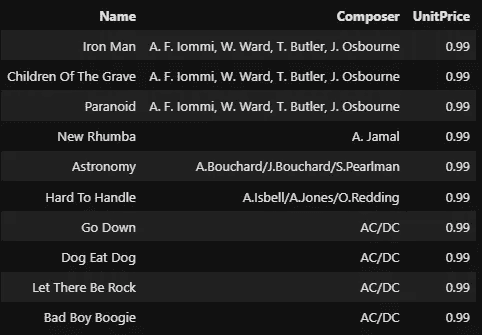 Name Composer UnitPrice
Iron Man A. F. Iommi, W. Ward, T. Butler, J. Osbourne 0.99
Children Of The Grave A. F. Iommi, W. Ward, T. Butler, J. Osbourne 0.99
Paranoid A. F. Iommi, W. Ward, T. Butler, J. Osbourne 0.99
New Rhumba A. Jamal 0.99
Astronomy A.Bouchard/J.Bouchard/S.Pearlman 0.99
Hard To Handle A.Isbell/A.Jones/O.Redding 0.99
Go Down AC/DC 0.99
Dog Eat Dog AC/DC 0.99
Let There Be Rock AC/DC 0.99
Bad Boy Boogie AC/DC 0.99